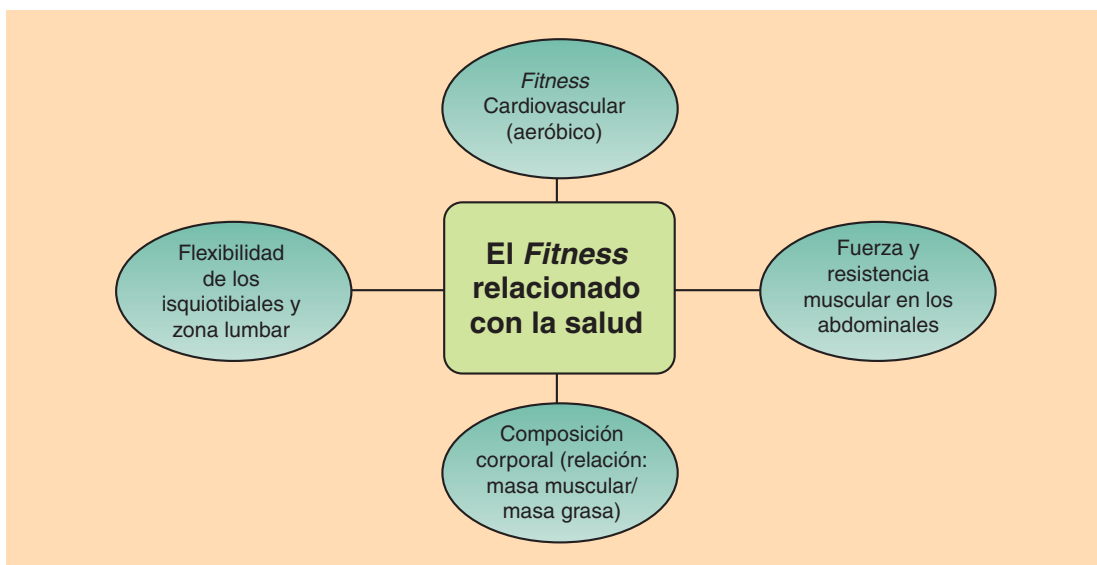 Fitness
Cardiovascular
(aeróbico)
Flexibilidad
de los
isquiotibiales y
zona lumbar
El Fitness
relacionado
con la salud
Fuerza y
resistencia
muscular en los
abdominales
Composición
corporal (relación:
masa muscular/
masa grasa)